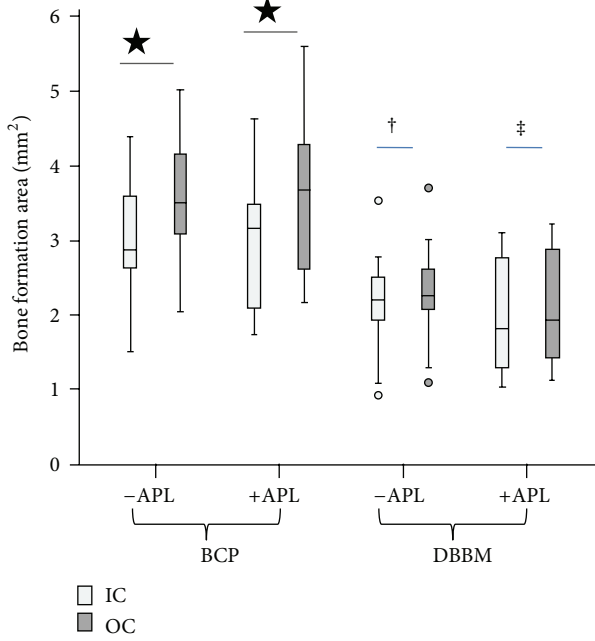 Bone formation area (mm²)
6
5
4
3
2
1
0
★
★
†
‡
−APL
+APL
−APL
+APL
BCP
DBBM
IC
OC